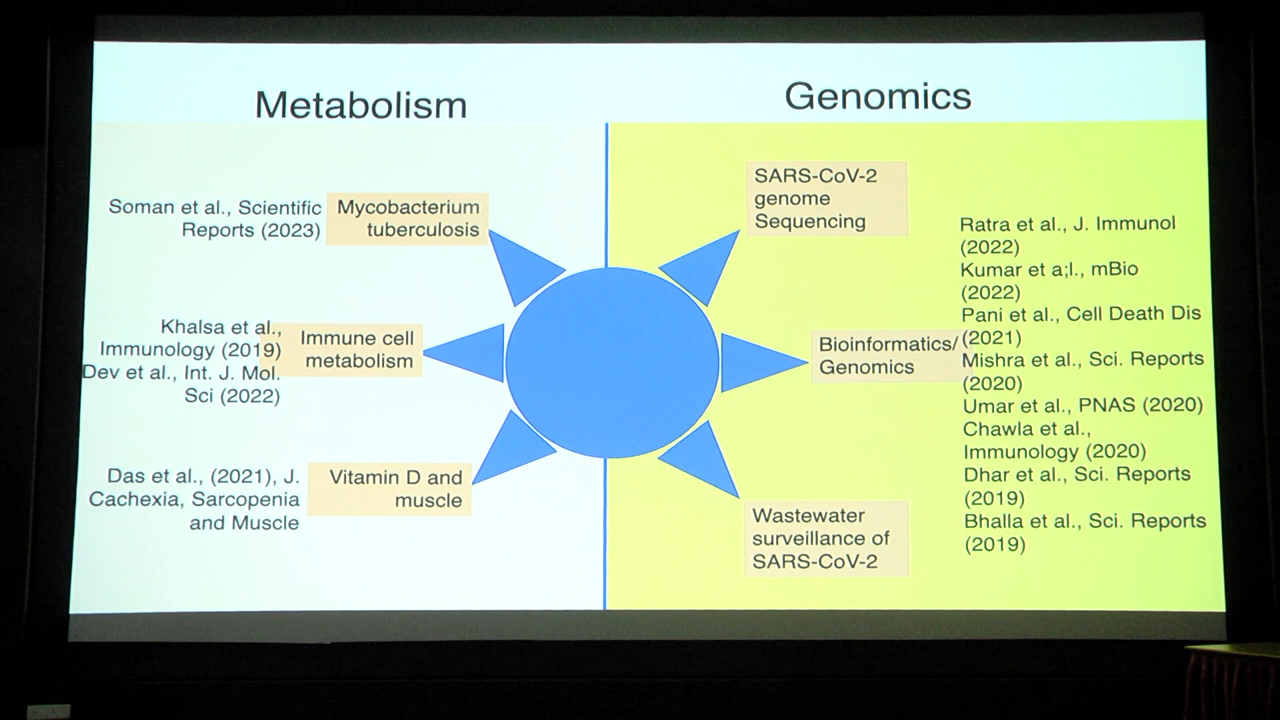 Metabolism
Soman et al., Scientific
Reports (2023)
Mycobacterium
tuberculosis
Khalsa et al.,
Immunology (2019)
Dev et al., Int. J. Mol.
Sci (2022)
Immune cell
metabolism
Das et al., (2021), J.
Cachexia, Sarcopenia
and Muscle
Vitamin D and
muscle
Genomics
SARS-CoV-2
genome
Sequencing
Bioinformatics/
Genomics
Wastewater
surveillance of
SARS-CoV-2
Ratra et al., J. Immunol
(2022)
Kumar et a;l., mBio
(2022)
Pani et al., Cell Death Dis
(2021)
Mishra et al., Sci. Reports
(2020)
Umar et al., PNAS (2020)
Chawla et al.,
Immunology (2020)
Dhar et al., Sci. Reports
(2019)
Bhalla et al., Sci. Reports
(2019)